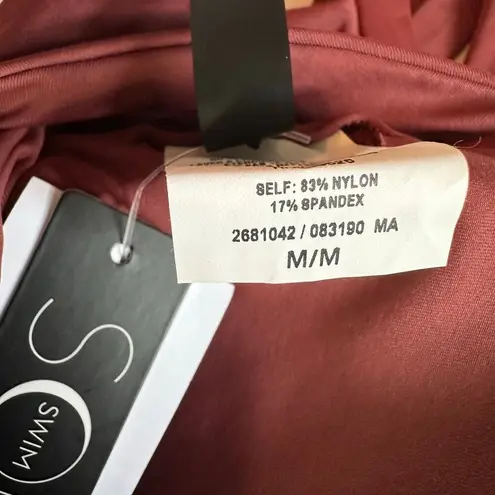 SELF: 83% NYLON
17% SPANDEX
2681042 / 083190 MA
M/M
SO
SWIM